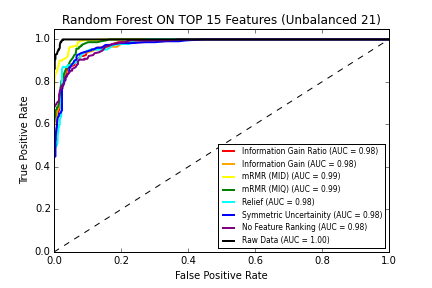 Random Forest ON TOP 15 Features (Unbalanced 21)
1.0
0.8
0.6
0.4
0.2
0.0
True Positive Rate
Information Gain Ratio (AUC = 0.98)
Information Gain (AUC = 0.98)
mRMR (MID) (AUC = 0.99)
mRMR (MIQ) (AUC = 0.99)
Relief (AUC = 0.98)
Symmetric Uncertainity (AUC = 0.98)
No Feature Ranking (AUC = 0.98)
Raw Data (AUC = 1.00)
0.0 0.2 0.4 0.6 0.8 1.0
False Positive Rate